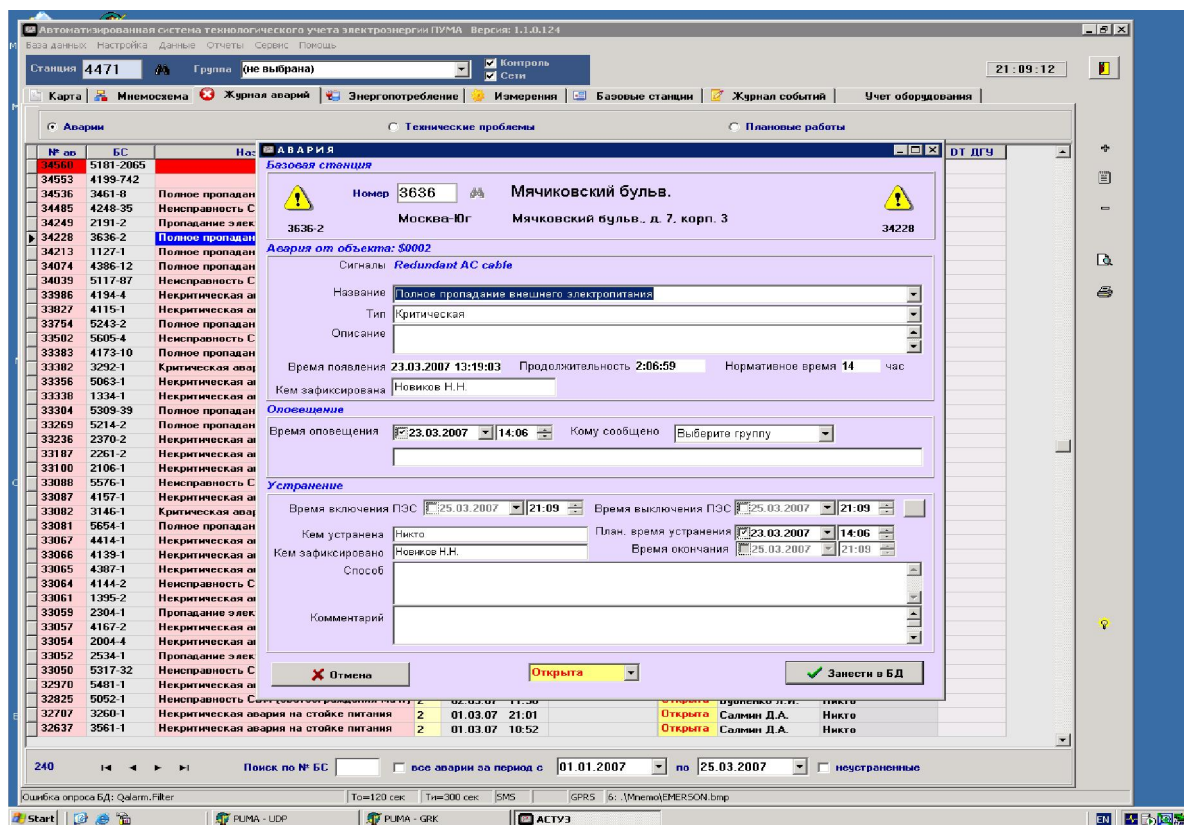 Автоматизированная система технологического учета электроэнергии ПУМА Версия: 1.1.0.124
База данных Настройка Данные Отчеты Сервис Помощь
Станция 4471 Группа (не выбрана) Контроль Сети 21:09:12
Карта Мнемосхема Журнал аварий Энергопотребление Измерения Базовые станции Журнал событий Учет оборудования
Аварии Технические проблемы Плановые работы
№ ав БС Наз ОТ ДГУ
АВАРИЯ
Базовая станция
Номер 3636 Мячиковский бульв.
Москва-Юг Мячковский бульв., д. 7, корп. 3
3636-2 34228
Авария от объекта: $0002
Сигналы Redundant AC cable
Название Полное пропадание внешнего электропитания
Тип Критическая
Описание
Время появления 23.03.2007 13:19:03 Продолжительность 2:06:59 Нормативное время 14 час
Кем зафиксирована Новиков Н.Н.
Оповещение
Время оповещения 23.03.2007 14:06 Кому сообщено Выберите группу
Устранение
Время включения ПЭС 25.03.2007 21:09 Время выключения ПЭС 25.03.2007 21:09
Кем устранена Никто План. время устранения 23.03.2007 14:06
Кем зафиксировано Новиков Н.Н. Время окончания 25.03.2007 21:09
Способ
Комментарий
Отмена Открыта Занести в БД
34560 5181-2065
34553 4199-742
34536 3461-8 Полное пропадан
34485 4248-35 Неисправность С
34249 2191-2 Пропадание элек
34228 3636-2 Полное пропадан
34213 1127-1 Полное пропадан
34074 4386-12 Полное пропадан
34039 5117-87 Неисправность С
33986 4194-4 Некритическая ав
33827 4115-1 Некритическая ав
33754 5243-2 Полное пропадан
33502 5605-4 Неисправность С
33383 4173-10 Полное пропадан
33382 3292-1 Критическая авар
33356 5063-1 Некритическая ав
33338 1334-1 Некритическая ав
33304 5309-39 Полное пропадан
33269 5214-2 Полное пропадан
33236 2370-2 Некритическая ав
33187 2261-2 Некритическая ав
33100 2106-1 Некритическая ав
33088 5576-1 Неисправность С
33087 4157-1 Некритическая ав
33082 3146-1 Критическая авар
33081 5654-1 Полное пропадан
33067 4414-1 Некритическая ав
33066 4139-1 Некритическая ав
33065 4387-1 Некритическая ав
33064 4144-2 Неисправность С
33061 1395-2 Некритическая ав
33059 2304-1 Пропадание элек
33057 4167-2 Некритическая ав
33054 2004-4 Некритическая ав
33052 2534-1 Пропадание элек
33050 5317-32 Неисправность С
32970 5481-1 Некритическая ав
32825 5052-1 Неисправность 2 02.03.07 11:38 Открыта Никто
32707 3260-1 Некритическая авария на стойке питания 2 01.03.07 21:01 Открыта Салмин Д.А. Никто
32637 3561-1 Некритическая авария на стойке питания 2 01.03.07 10:52 Открыта Салмин Д.А. Никто
240 Поиск по № БС все аварии за период с 01.01.2007 по 25.03.2007 неустраненные
Ошибка опроса БД: Qalarm.Filter То=120 сек Ти=300 сек SMS GPRS 6: .\Mnemo\EMERSON.bmp
Start PUMA - UDP PUMA - GRK АСТУЭ EN